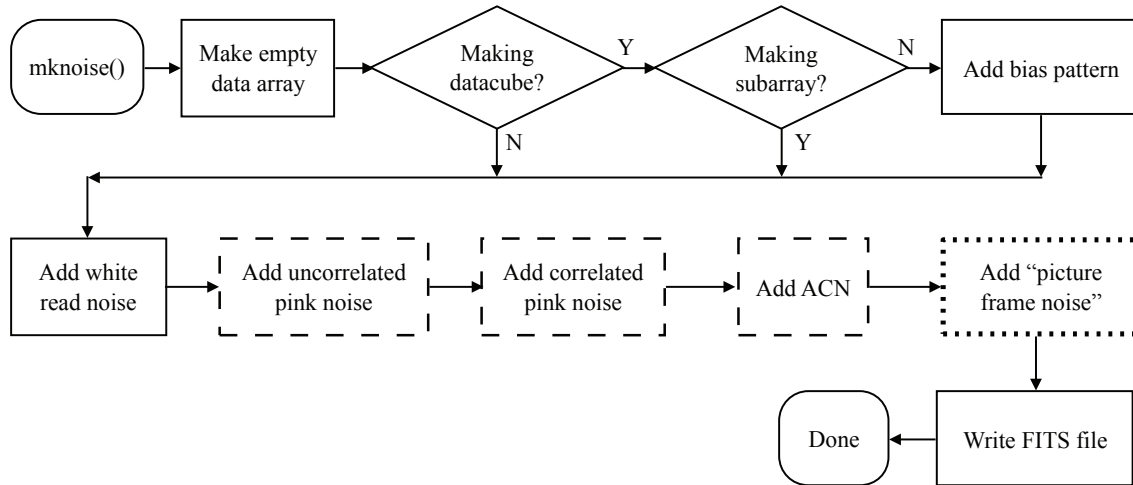 mknoise()
Make empty
data array
Making
datacube?
Y
Making
subarray?
N
Add bias pattern
N
Y
Add white
read noise
Add uncorrelated
pink noise
Add correlated
pink noise
Add ACN
Add “picture
frame noise”
Done
Write FITS file